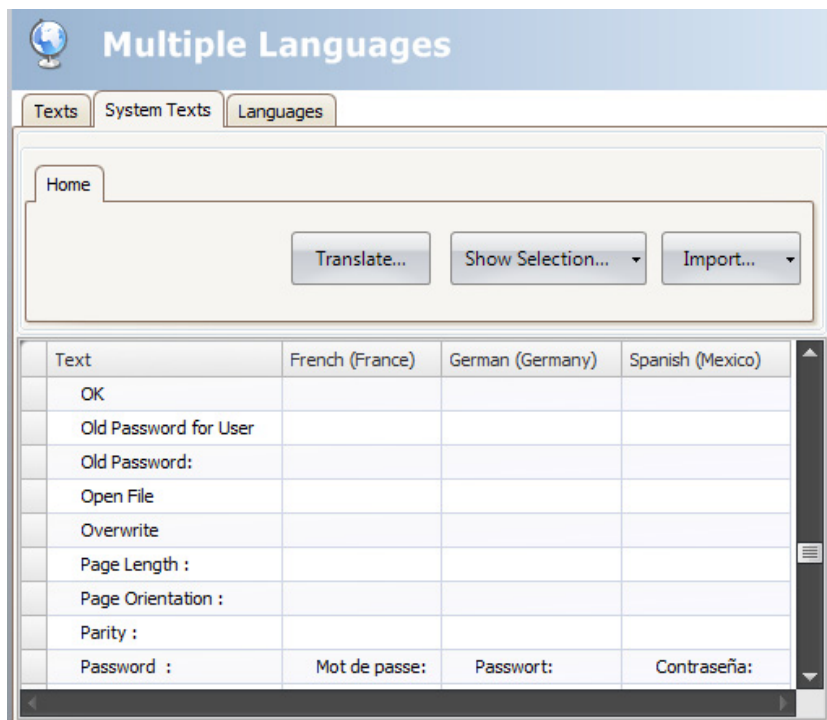 Multiple Languages
Texts System Texts Languages
Home
Translate... Show Selection... Import...
Text French (France) German (Germany) Spanish (Mexico)
OK
Old Password for User
Old Password:
Open File
Overwrite
Page Length :
Page Orientation :
Parity :
Password : Mot de passe: Passwort: Contraseña: